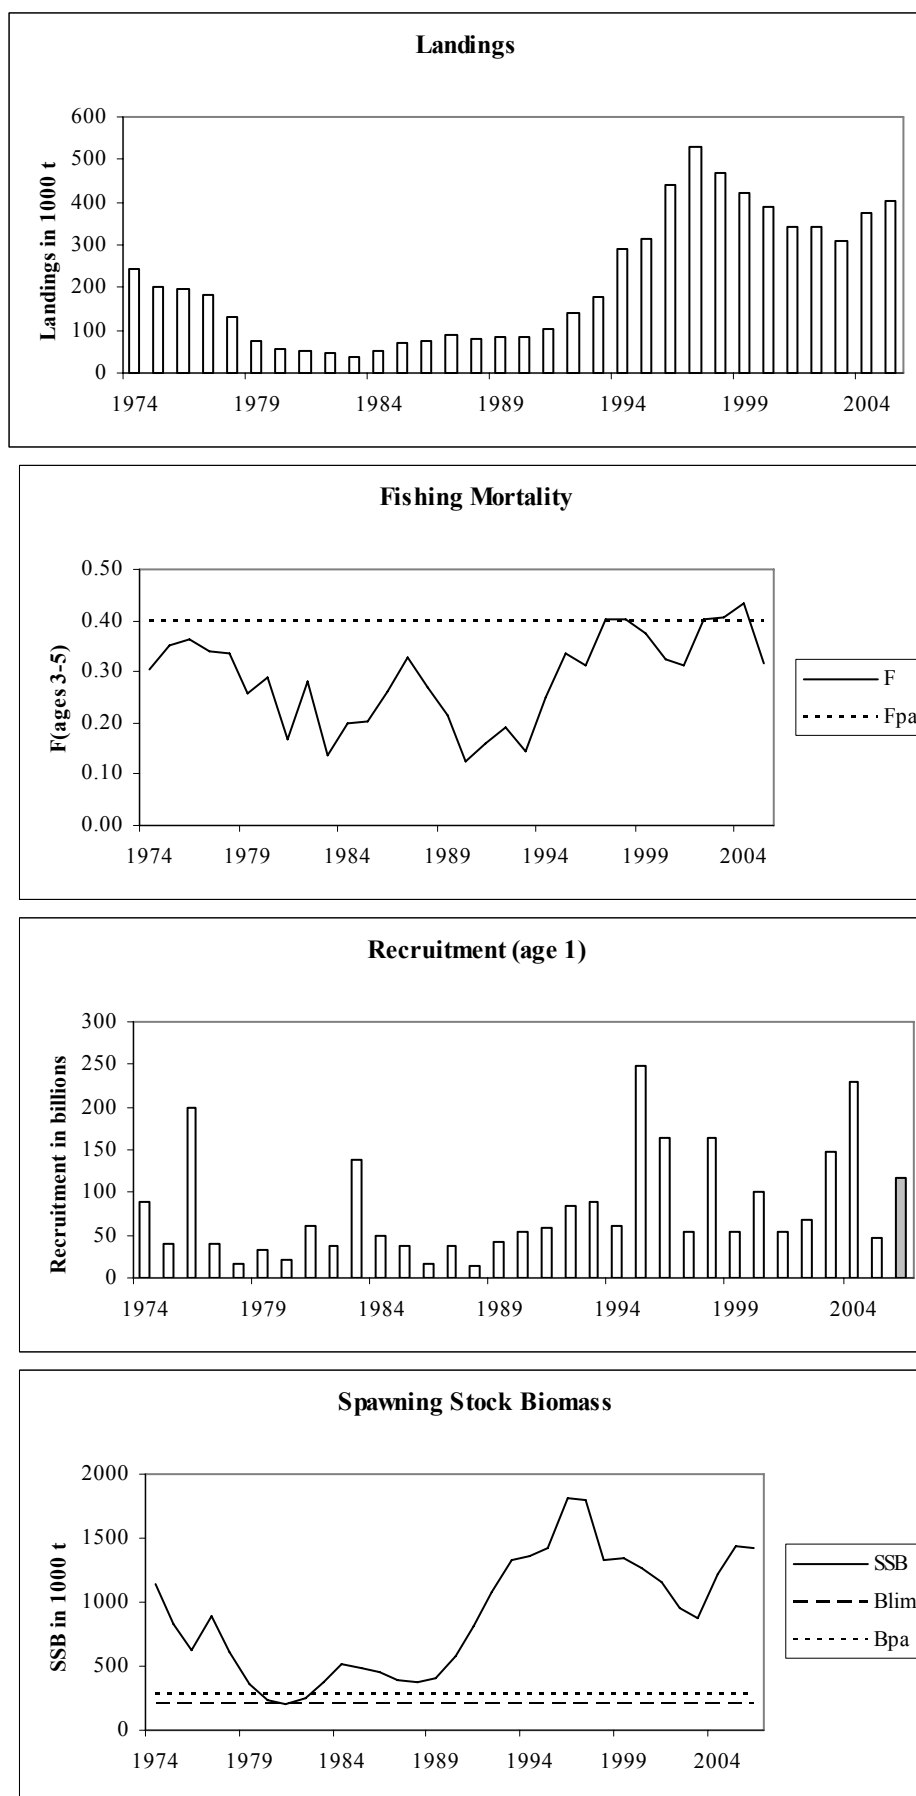 Landings
Landings in 1000 t
600
500
400
300
200
100
0
1974 1979 1984 1989 1994 1999 2004
Fishing Mortality
F(ages 3-5)
0.50
0.40
0.30
0.20
0.10
0.00
1974 1979 1984 1989 1994 1999 2004
F
Fpa
Recruitment (age 1)
Recruitment in billions
300
250
200
150
100
50
0
1974 1979 1984 1989 1994 1999 2004
Spawning Stock Biomass
SSB in 1000 t
2000
1500
1000
500
0
1974 1979 1984 1989 1994 1999 2004
SSB
Blim
Bpa